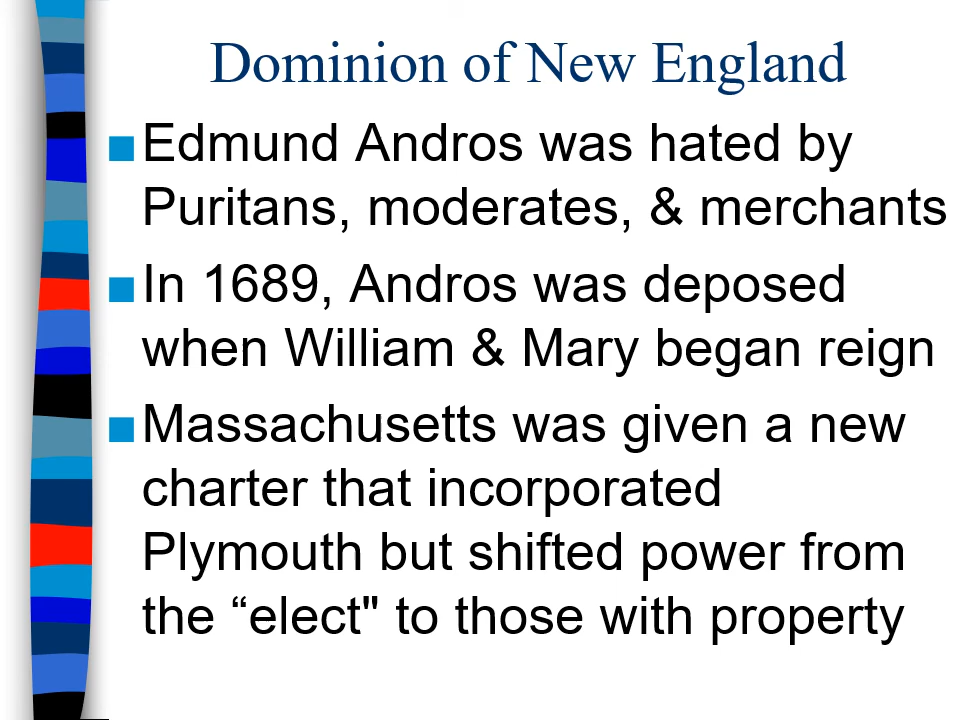 Dominion of New England
■Edmund Andros was hated by
Puritans, moderates, & merchants
■In 1689, Andros was deposed
when William & Mary began reign
■Massachusetts was given a new
charter that incorporated
Plymouth but shifted power from
the “elect" to those with property